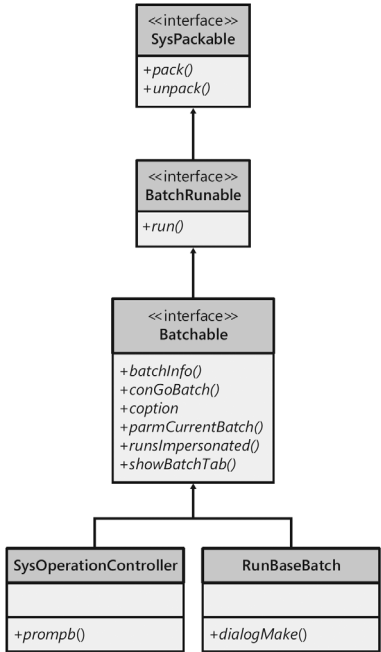 <<interface>>
SysPackable
+pack()
+unpack()
<<interface>>
BatchRunable
+run()
<<interface>>
Batchable
+batchInfo()
+conGoBatch()
+coption
+parmCurrentBatch()
+runsImpersonated()
+showBatchTab()
SysOperationController
+prompb()
RunBaseBatch
+dialogMake()